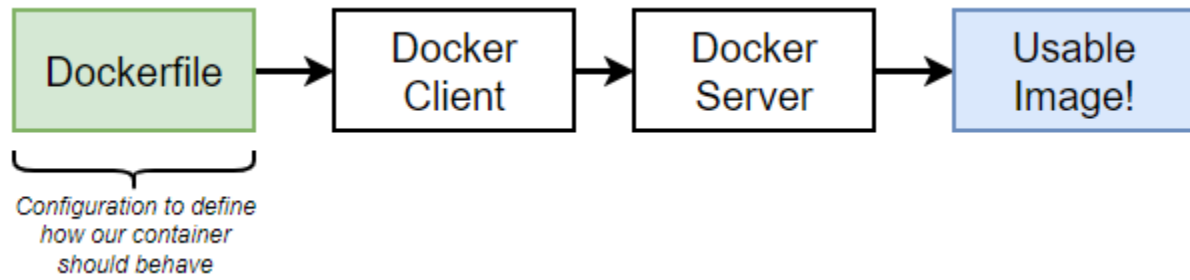 Dockerfile
Docker
Client
Docker
Server
Usable
Image!
Configuration to define
how our container
should behave